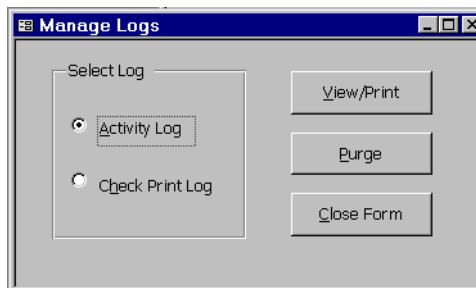 Manage Logs
Select Log
Activity Log
Check Print Log
View/Print
Purge
Close Form